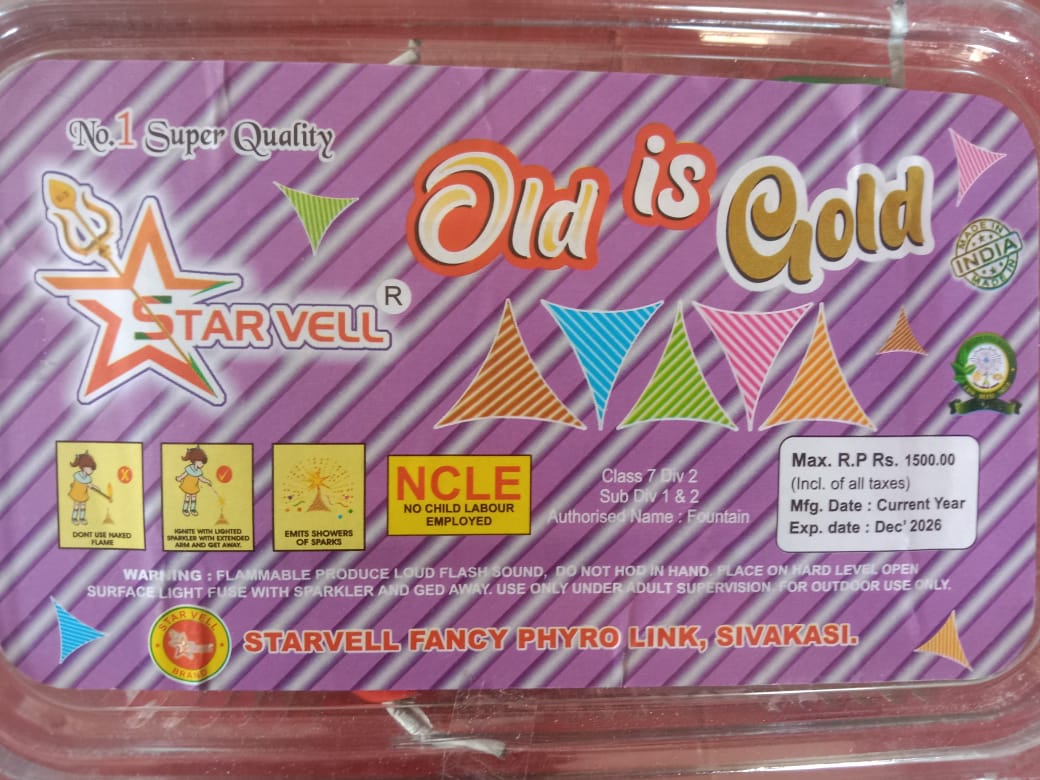 No.1 Super Quality
Old is Gold
MADE IN
INDIA
MADE IN
STAR VELL R
DONT USE NAKED
FLAME
IGNITE WITH LIGHTED
SPARKLER WITH EXTENDED
ARM AND GET AWAY.
EMITS SHOWERS
OF SPARKS
NCLE
NO CHILD LABOUR
EMPLOYED
Class 7 Div 2
Sub Div 1 & 2
Authorised Name : Fountain
Max. R.P Rs. 1500.00
(Incl. of all taxes)
Mfg. Date : Current Year
Exp. date : Dec' 2026
WARNING : FLAMMABLE PRODUCE LOUD FLASH SOUND, DO NOT HOD IN HAND. PLACE ON HARD LEVEL OPEN
SURFACE LIGHT FUSE WITH SPARKLER AND GED AWAY. USE ONLY UNDER ADULT SUPERVISION. FOR OUTDOOR USE ONLY.
STAR VELL
BRAND
STARVELL FANCY PHYRO LINK, SIVAKASI.